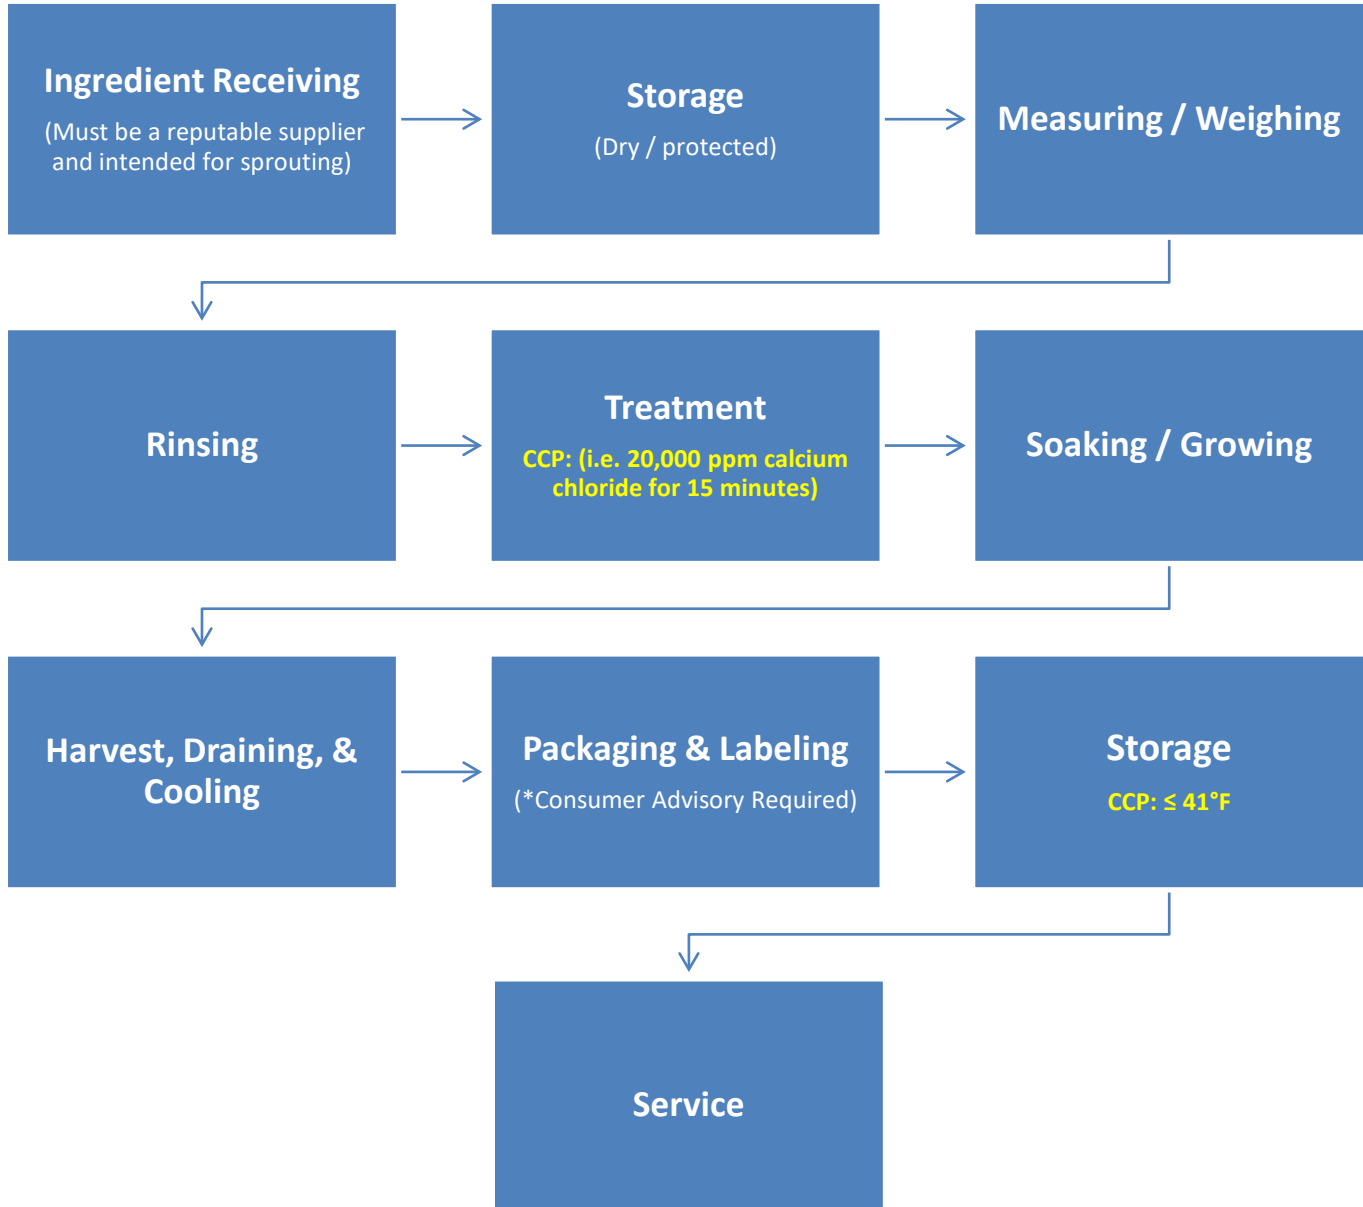 Ingredient Receiving
(Must be a reputable supplier
and intended for sprouting)
Storage
(Dry / protected)
Measuring / Weighing
Rinsing
Treatment
CCP: (i.e. 20,000 ppm calcium
chloride for 15 minutes)
Soaking / Growing
Harvest, Draining, &
Cooling
Packaging & Labeling
(*Consumer Advisory Required)
Storage
CCP: ≤ 41°F
Service